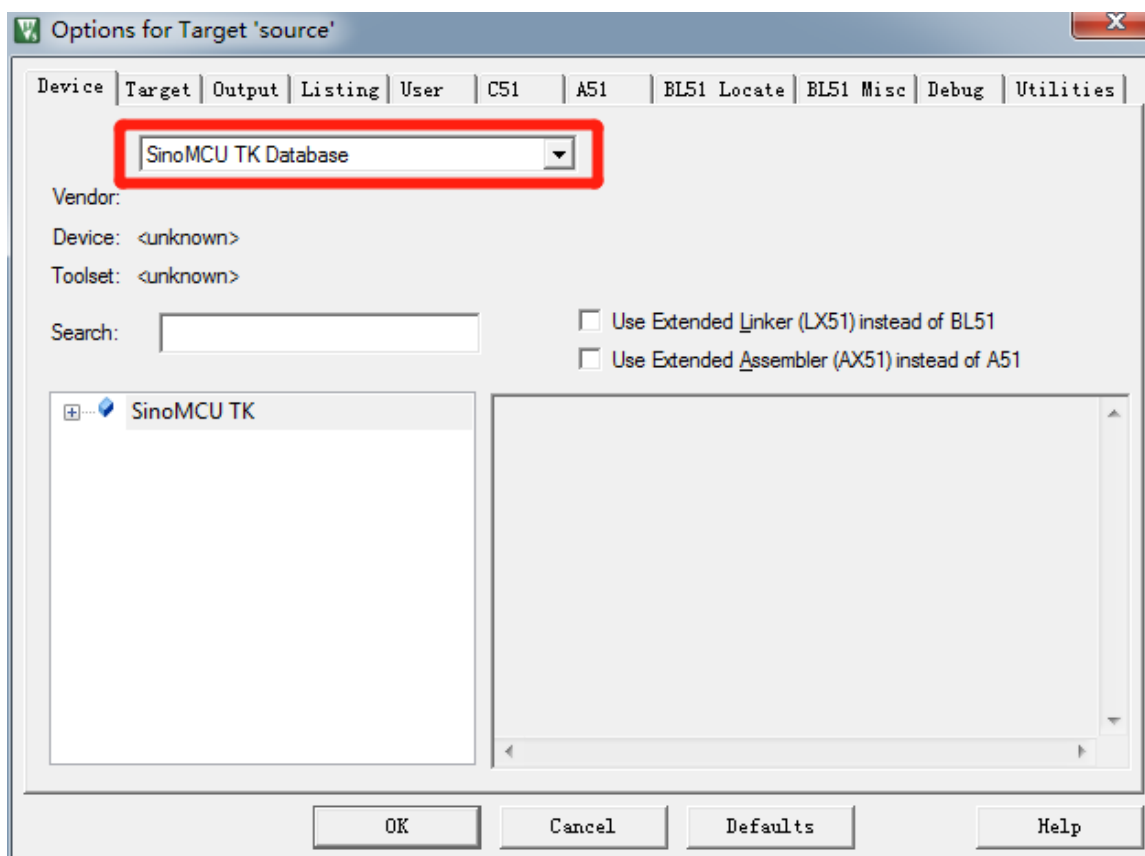 Options for Target 'source'
Device Target Output Listing User C51 A51 BL51 Locate BL51 Misc Debug Utilities
SinoMCU TK Database
Vendor:
Device: <unknown>
Toolset: <unknown>
Search:
Use Extended Linker (LX51) instead of BL51
Use Extended Assembler (AX51) instead of A51
SinoMCU TK
OK Cancel Defaults Help